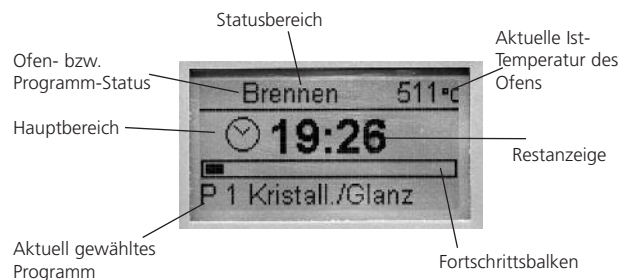 Statusbereich
Aktuelle Ist-
Temperatur des
Ofens
Ofen- bzw.
Programm-Status
Brennen 511°C
Hauptbereich
19:26
Restanzeige
P 1 Kristall./Glanz
Aktuell gewähltes
Programm
Fortschrittsbalken